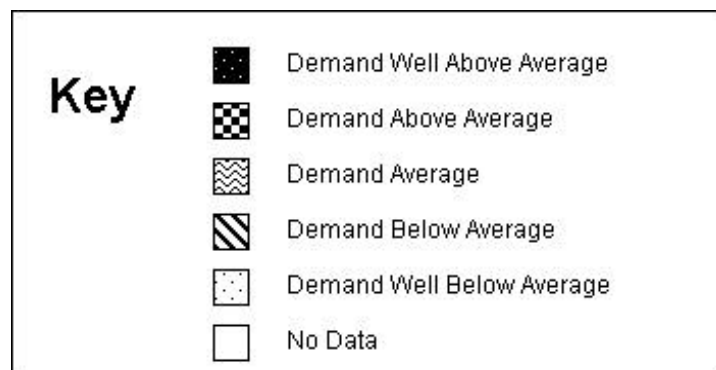 Key
Demand Well Above Average
Demand Above Average
Demand Average
Demand Below Average
Demand Well Below Average
No Data